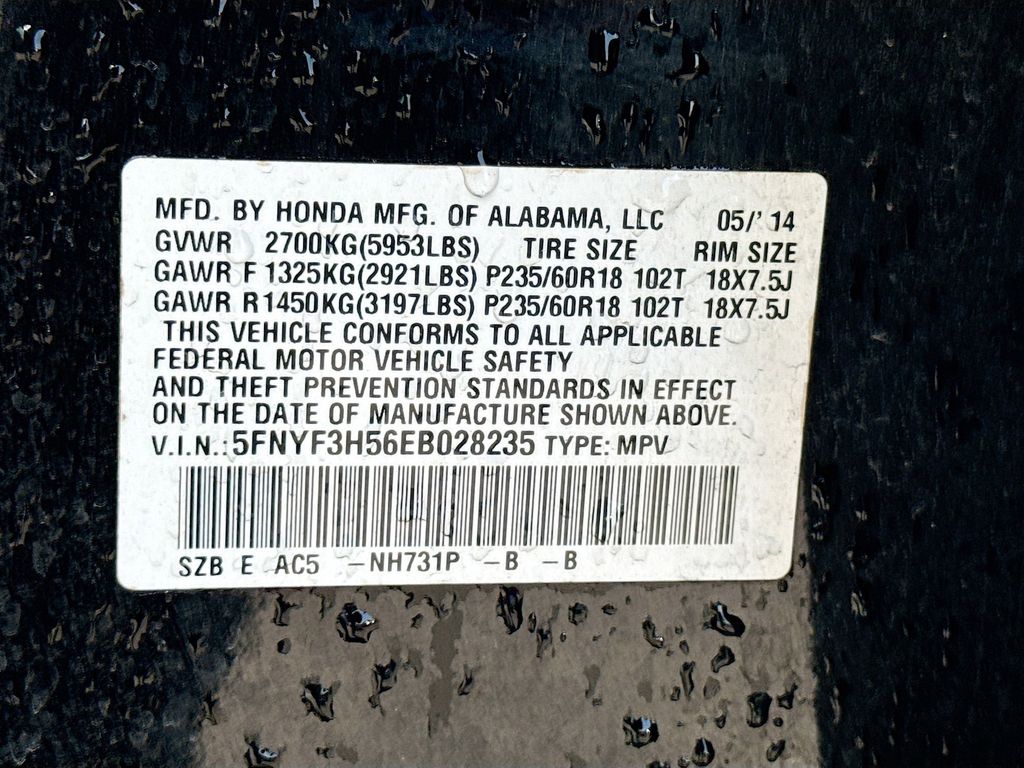 MFD. BY HONDA MFG. OF ALABAMA, LLC 05/' 14
GVWR 2700KG(5953LBS) TIRE SIZE RIM SIZE
GAWR F 1325KG(2921LBS) P235/60R18 102T 18X7.5J
GAWR R1450KG(3197LBS) P235/60R18 102T 18X7.5J
THIS VEHICLE CONFORMS TO ALL APPLICABLE
FEDERAL MOTOR VEHICLE SAFETY
AND THEFT PREVENTION STANDARDS IN EFFECT
ON THE DATE OF MANUFACTURE SHOWN ABOVE.
V.I.N.:5FNYF3H56EB028235 TYPE: MPV
SZB E AC5 -NH731P -B -B